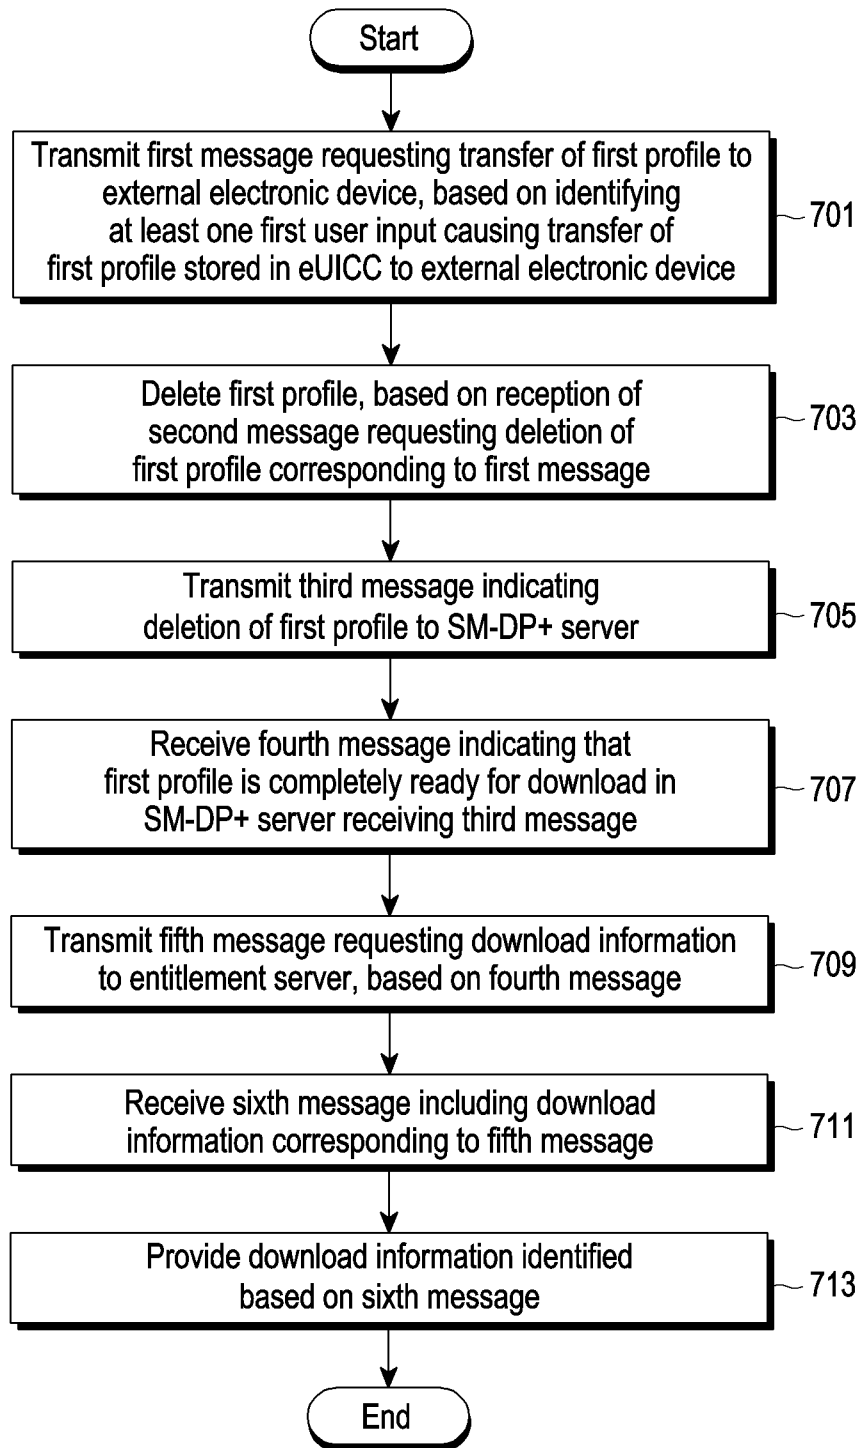 Start
Transmit first message requesting transfer of first profile to
external electronic device, based on identifying
at least one first user input causing transfer of
first profile stored in eUICC to external electronic device
701
Delete first profile, based on reception of
second message requesting deletion of
first profile corresponding to first message
703
Transmit third message indicating
deletion of first profile to SM-DP+ server
705
Receive fourth message indicating that
first profile is completely ready for download in
SM-DP+ server receiving third message
707
Transmit fifth message requesting download information
to entitlement server, based on fourth message
709
Receive sixth message including download
information corresponding to fifth message
711
Provide download information identified
based on sixth message
713
End